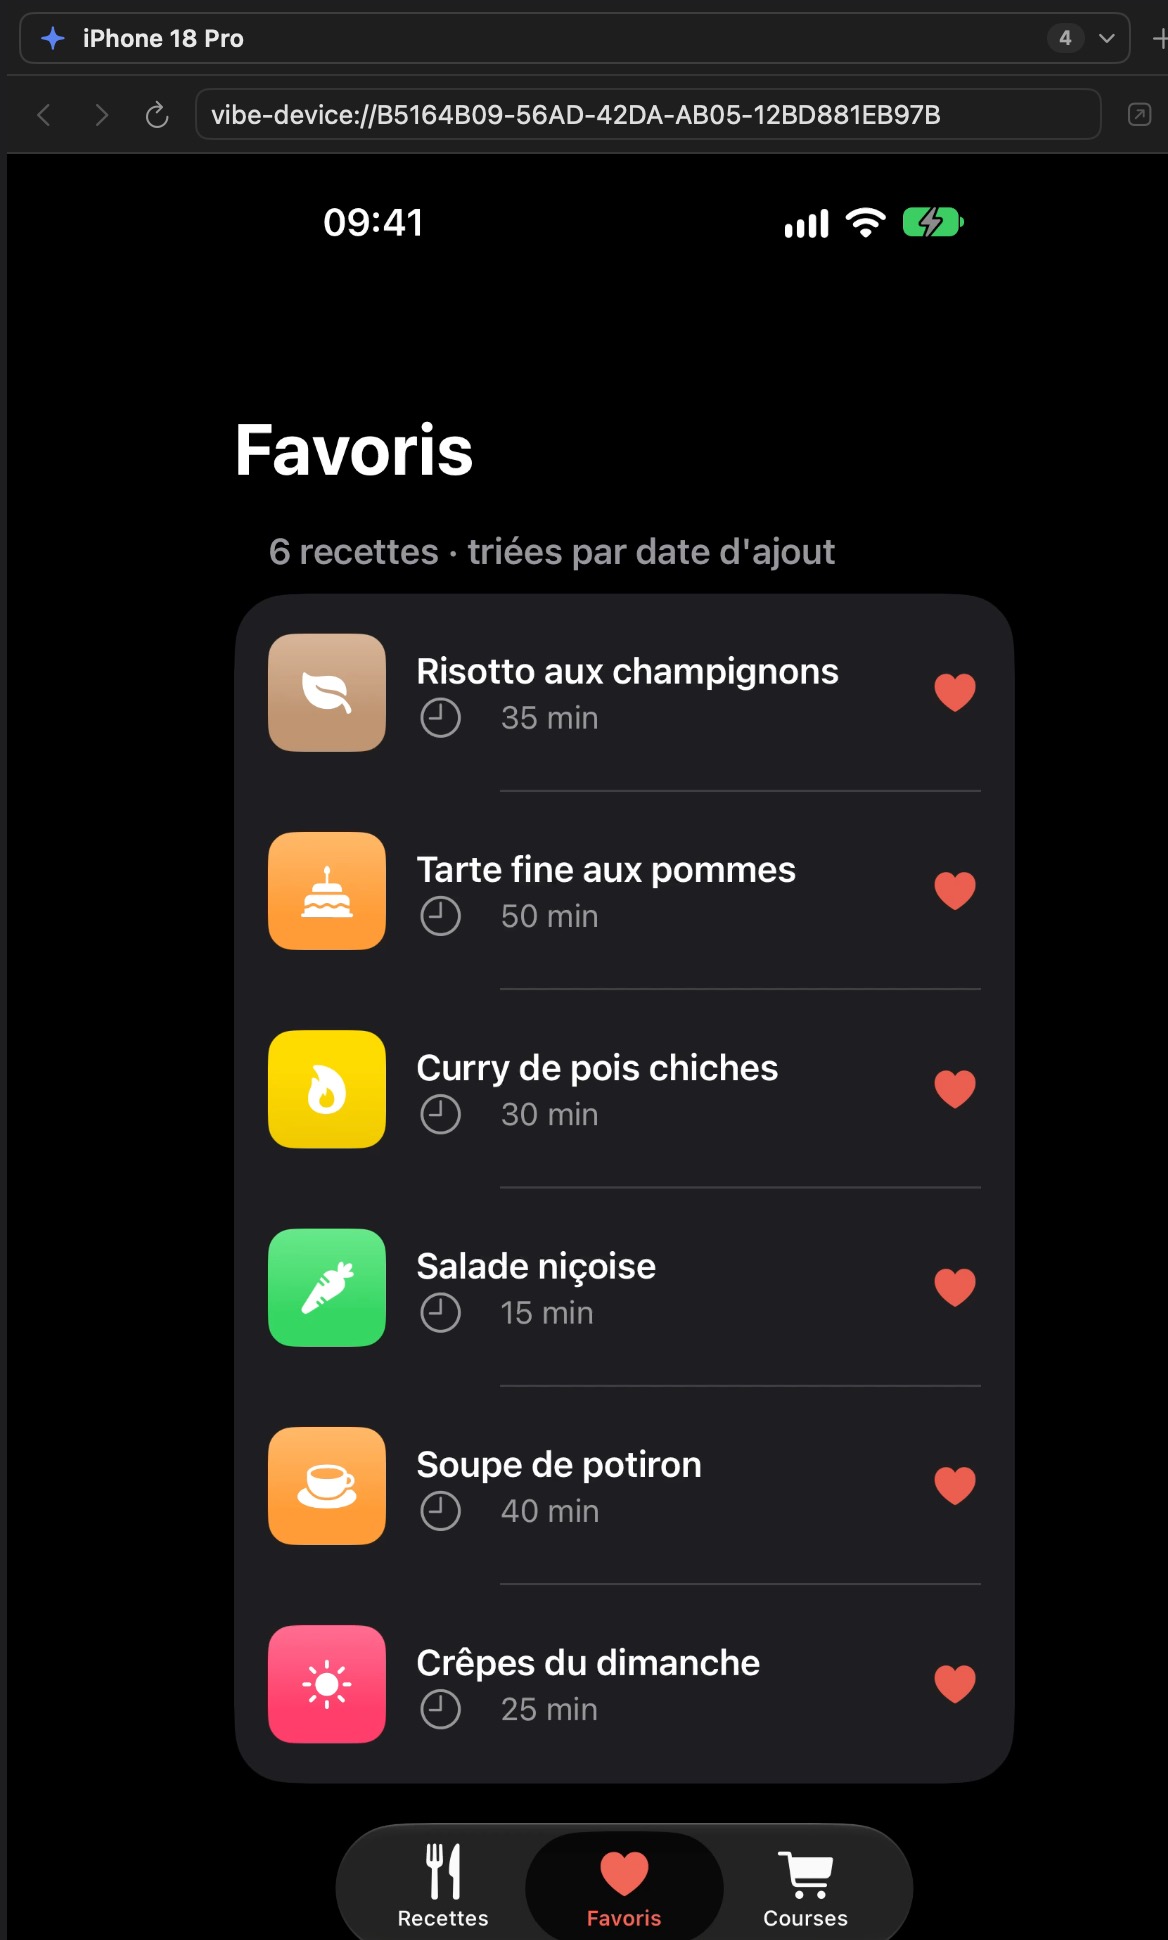 iPhone 18 Pro
4
vibe-device://B5164B09-56AD-42DA-AB05-12BD881EB97B
09:41
Favoris
6 recettes · triées par date d'ajout
Risotto aux champignons
35 min
Tarte fine aux pommes
50 min
Curry de pois chiches
30 min
Salade niçoise
15 min
Soupe de potiron
40 min
Crêpes du dimanche
25 min
Recettes
Favoris
Courses